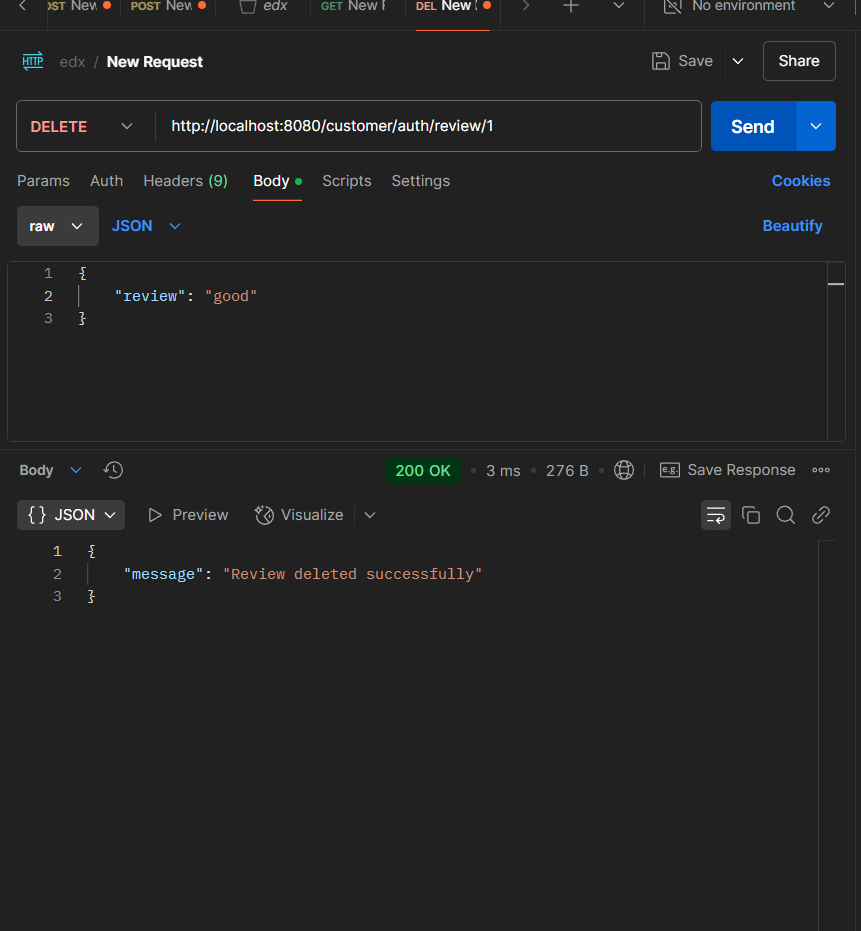 POST New POST New edx GET New DEL New No environment
HTTP edx / New Request Save Share
DELETE http://localhost:8080/customer/auth/review/1 Send
Params Auth Headers (9) Body Scripts Settings Cookies
raw JSON Beautify
1 {
2 "review": "good"
3 }
Body 200 OK • 3 ms • 276 B • e.g. Save Response
{} JSON Preview Visualize
1 {
2 "message": "Review deleted successfully"
3 }